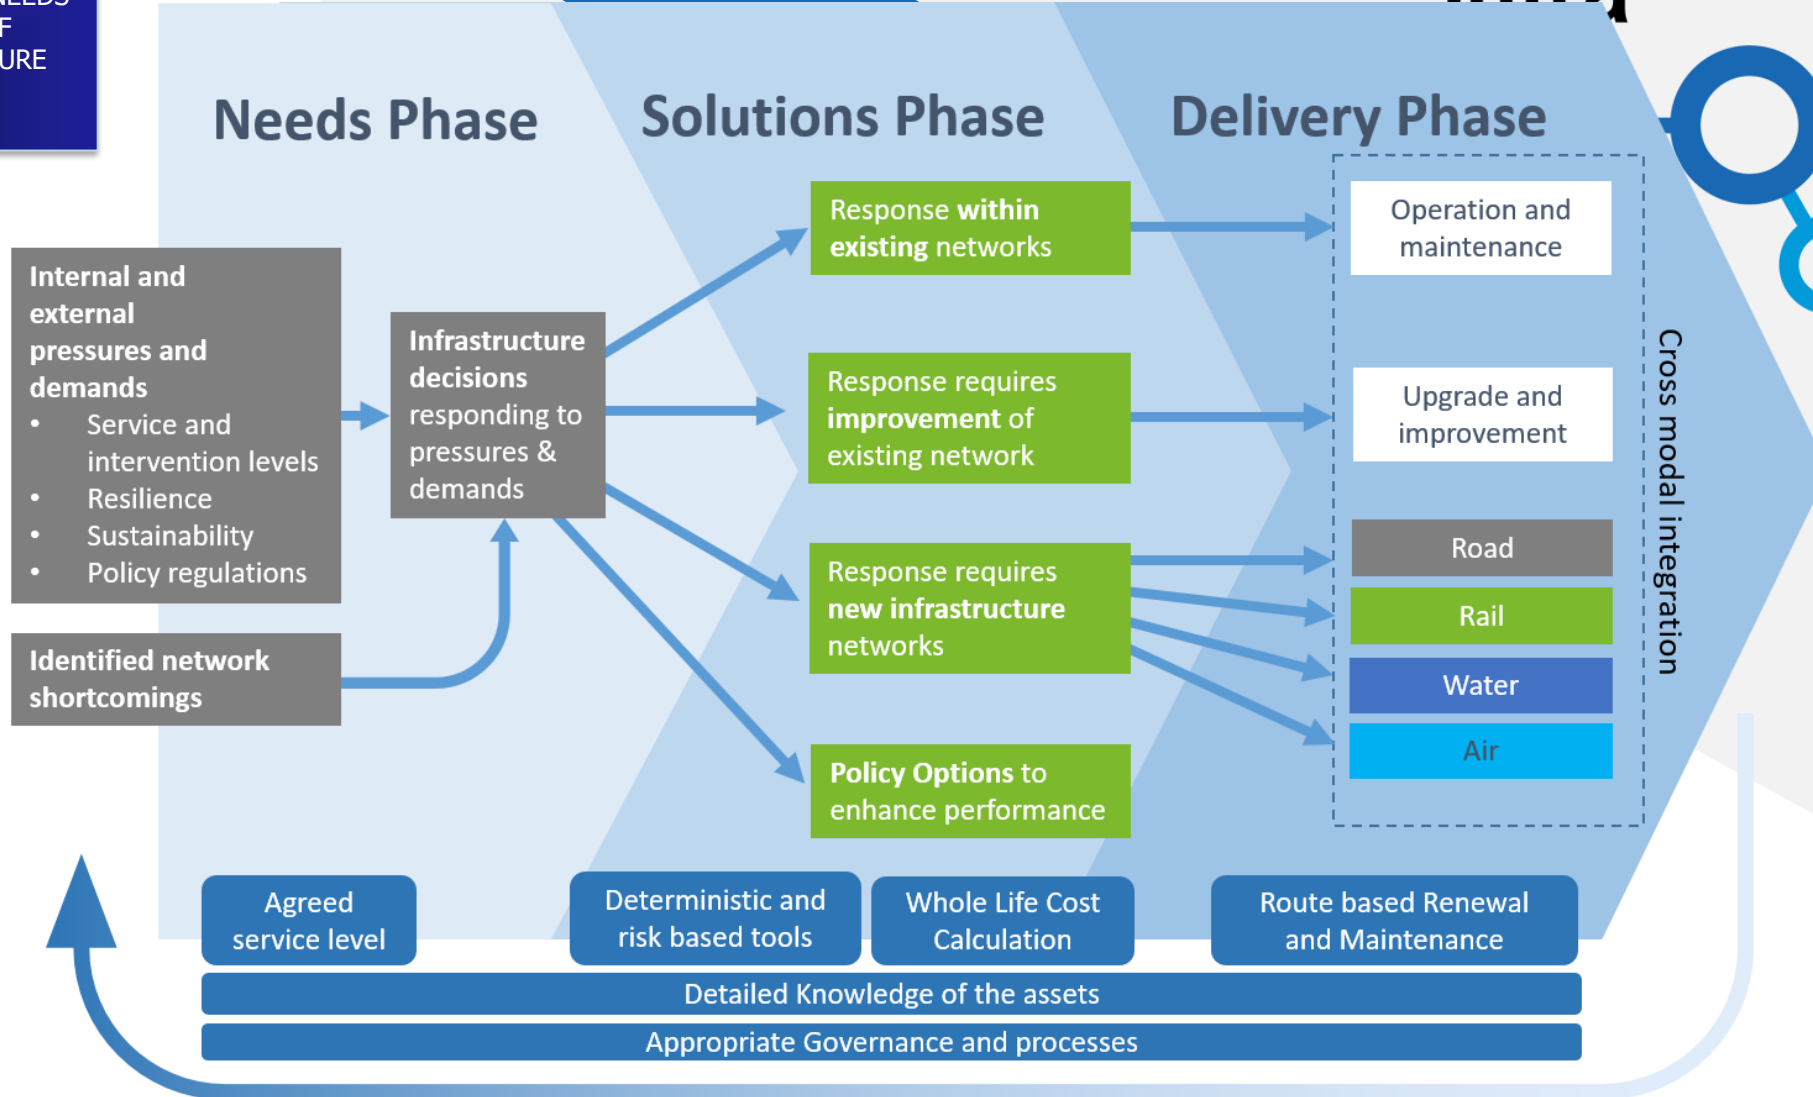 NEEDS
Needs Phase
Solutions Phase
Delivery Phase
Internal and
external
pressures and
demands
• Service and
intervention levels
• Resilience
• Sustainability
• Policy regulations
Identified network
shortcomings
Infrastructure
decisions
responding to
pressures &
demands
Response within
existing networks
Response requires
improvement of
existing network
Response requires
new infrastructure
networks
Policy Options to
enhance performance
Operation and
maintenance
Upgrade and
improvement
Road
Rail
Water
Air
Cross modal integration
Agreed
service level
Deterministic and
risk based tools
Whole Life Cost
Calculation
Route based Renewal
and Maintenance
Detailed Knowledge of the assets
Appropriate Governance and processes